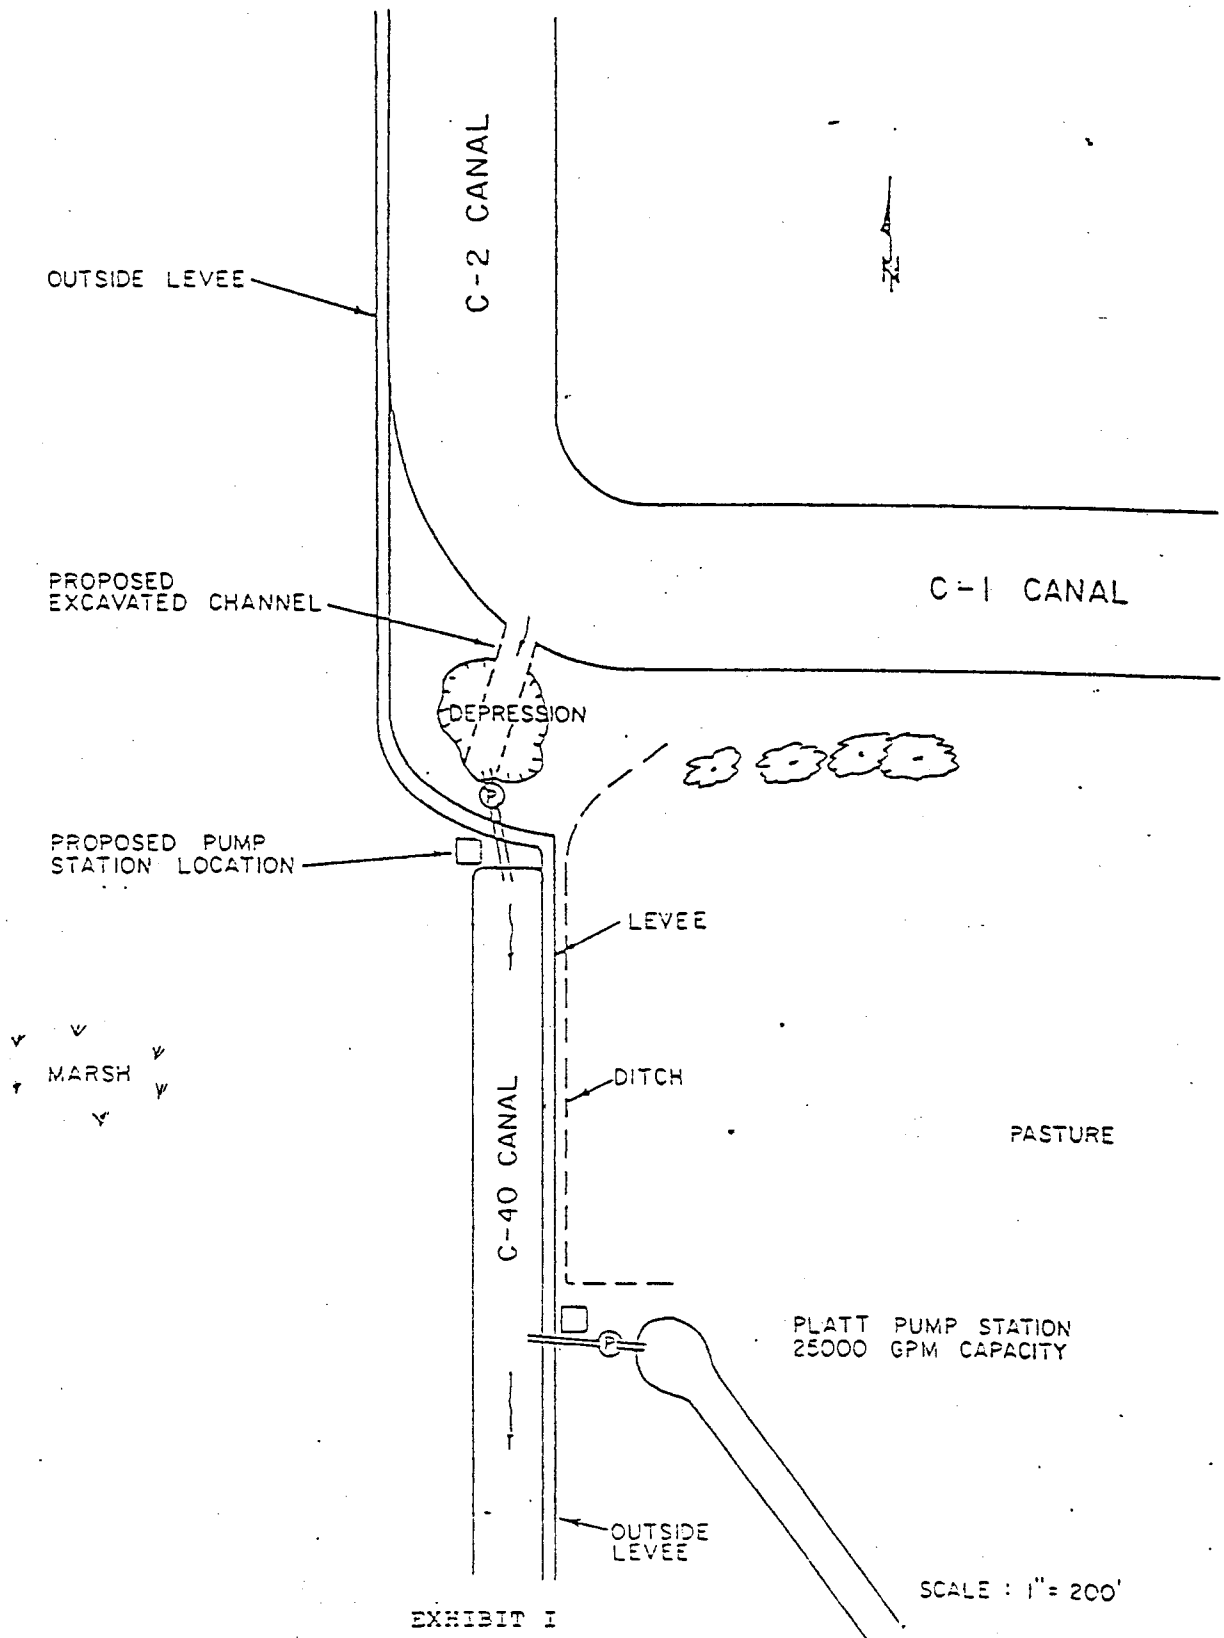 C-2 CANAL
N
OUTSIDE LEVEE
PROPOSED
EXCAVATED CHANNEL
C-1 CANAL
DEPRESSION
P
PROPOSED PUMP
STATION LOCATION
LEVEE
MARSH
DITCH
C-40 CANAL
PASTURE
PLATT PUMP STATION
25000 GPM CAPACITY
P
OUTSIDE
LEVEE
SCALE : 1" = 200'
EXHIBIT I